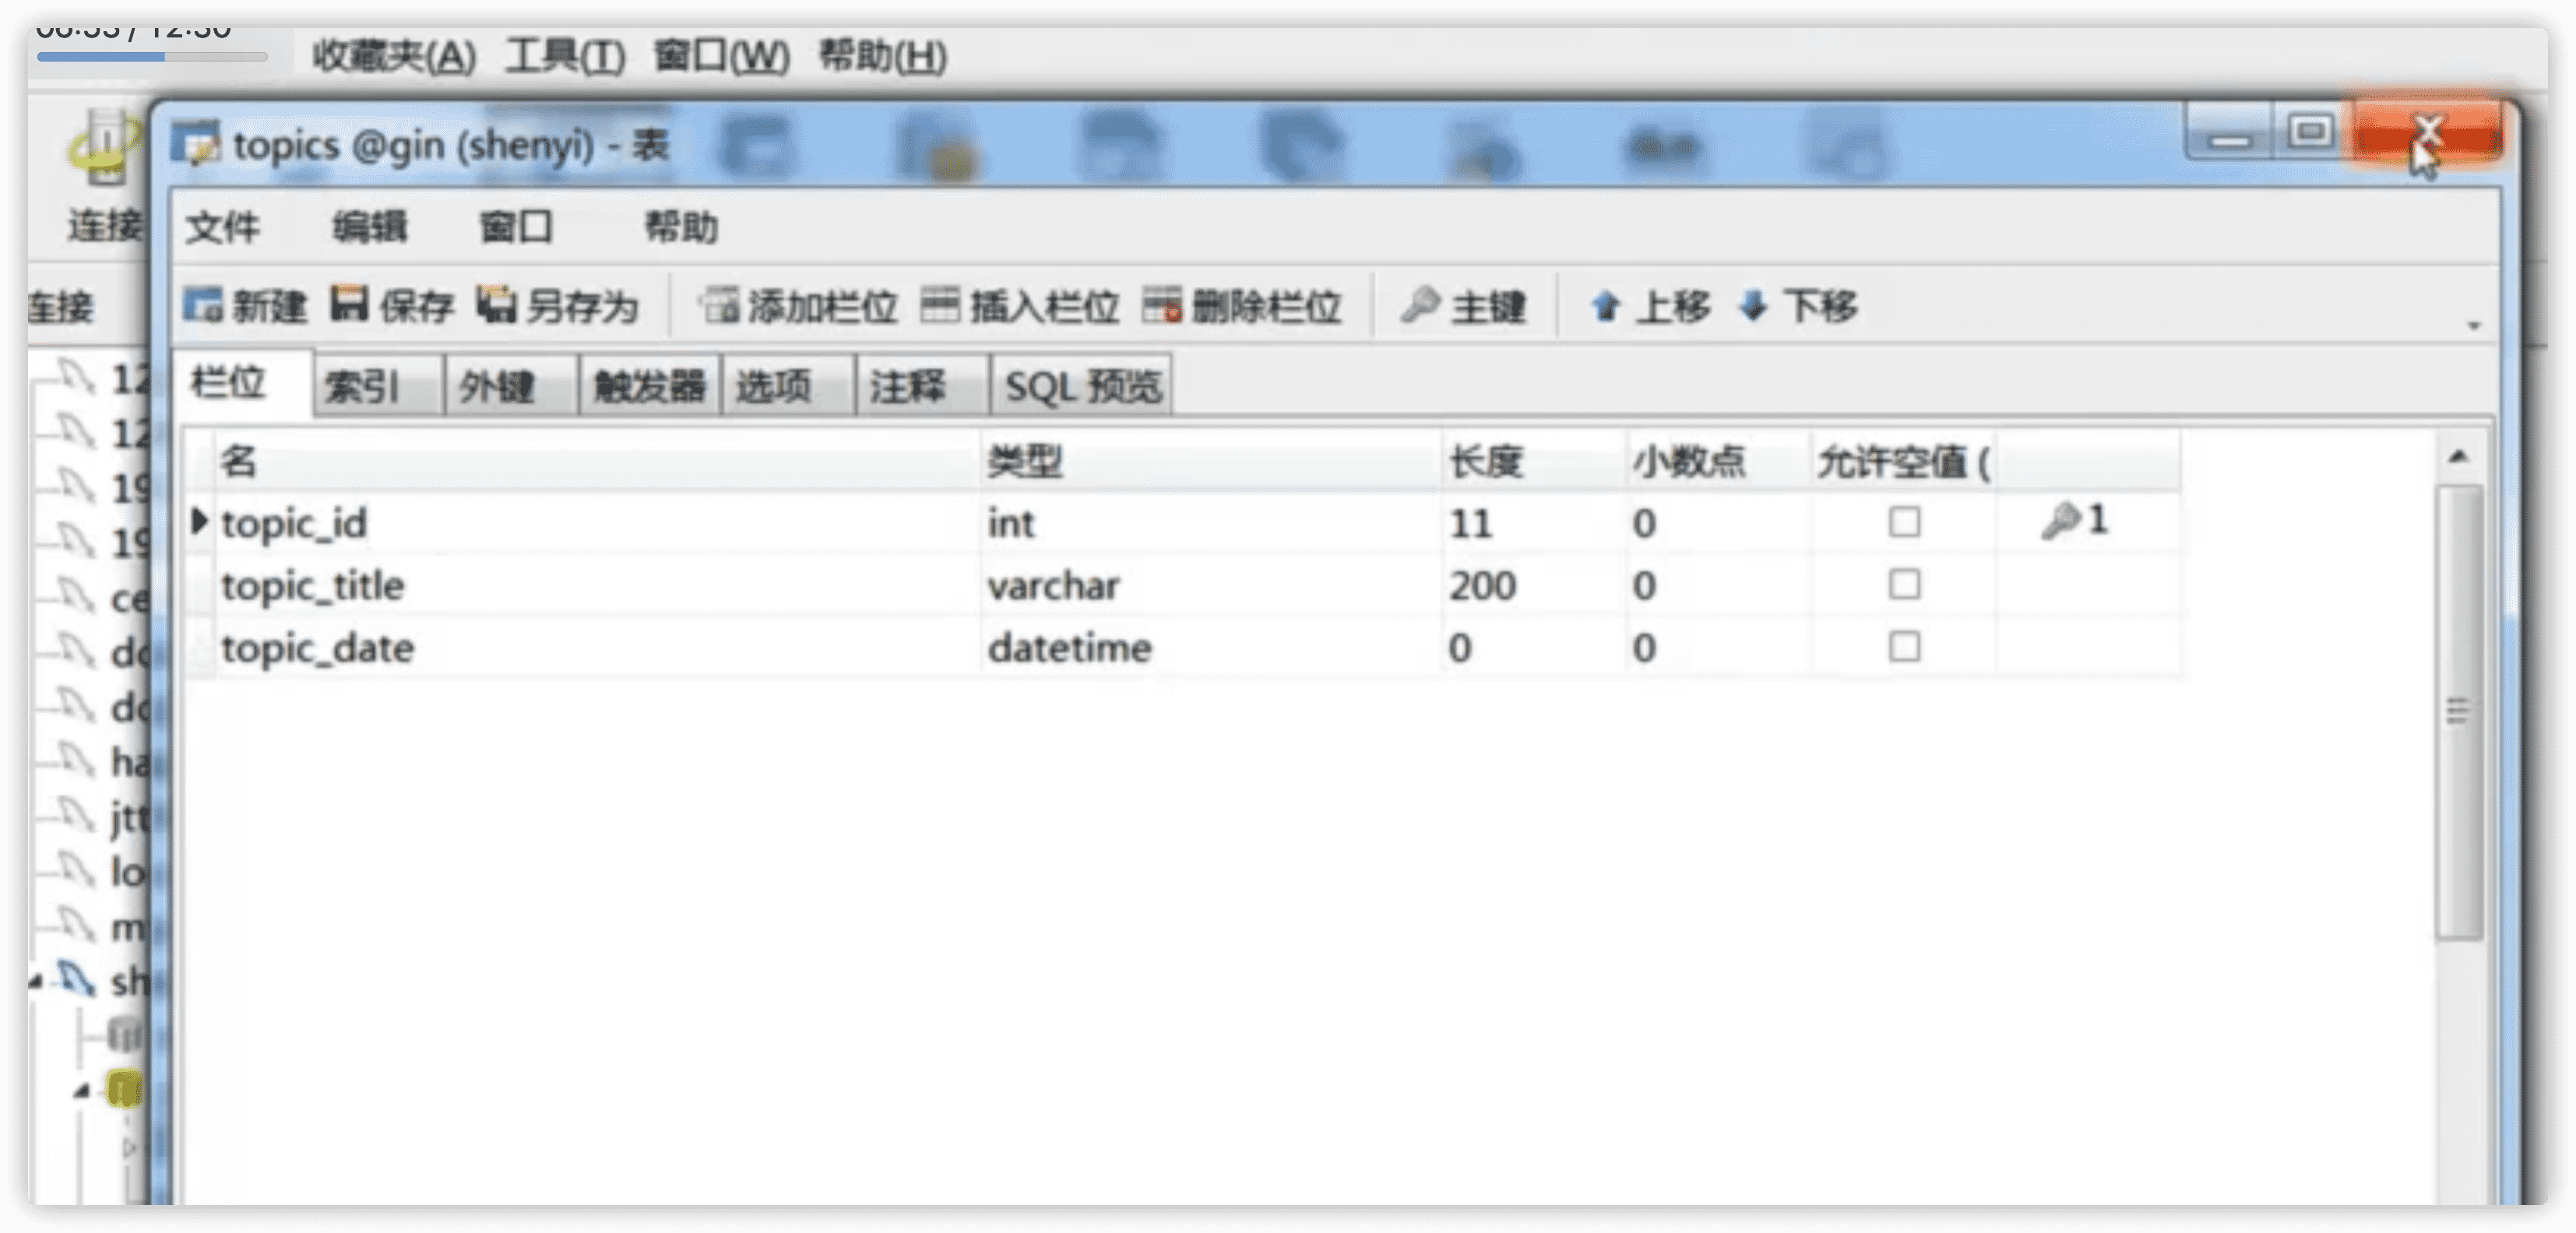 收藏夹(A) 工具(T) 窗口(W) 帮助(H)
topics @gin (shenyi) - 表
连接
文件 编辑 窗口 帮助
连接
新建 保存 另存为 添加栏位 插入栏位 删除栏位 主键 上移 下移
栏位 索引 外键 触发器 选项 注释 SQL 预览
名 类型 长度 小数点 允许空值 (
topic_id int 11 0 1
topic_title varchar 200 0
topic_date datetime 0 0
12
12
19
19
ce
do
do
ha
jtt
lo
m
sh